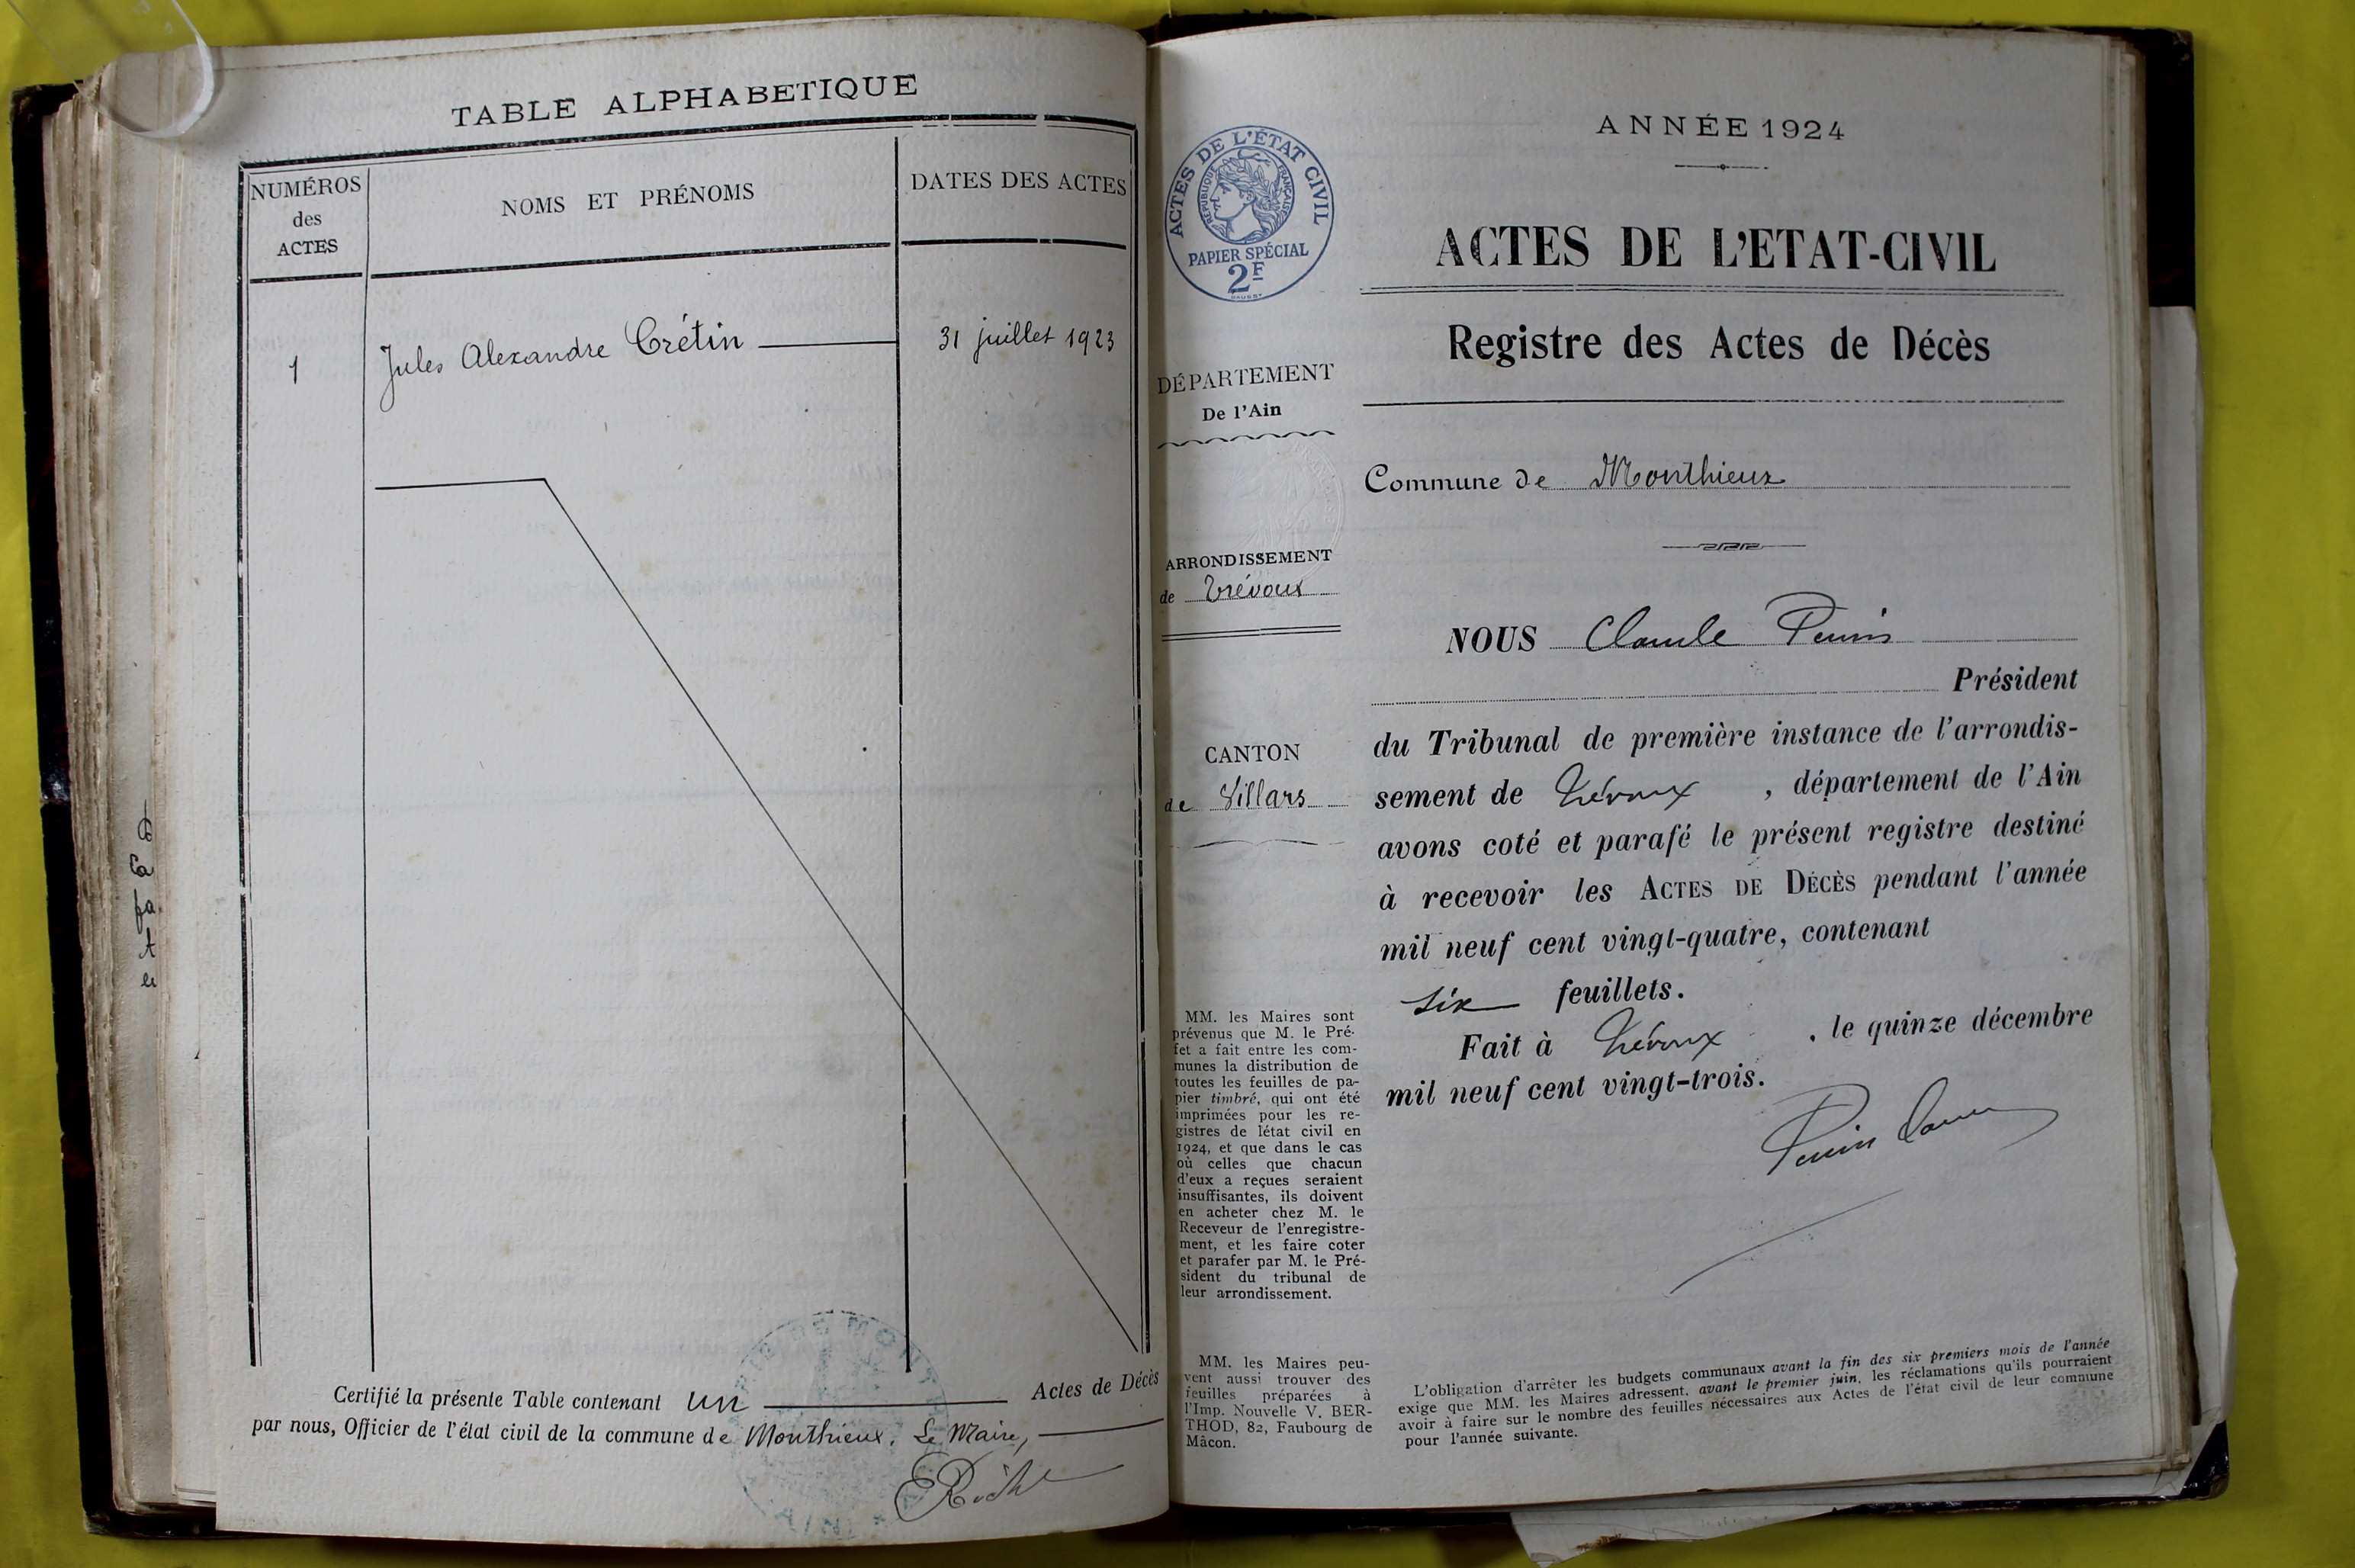 TABLE ALPHABETIQUE
NUMÉROS
des
ACTES
NOMS ET PRÉNOMS
DATES DES ACTES
1
Jules Alexandre Crétin
31 juillet 1923
Certifié la présente Table contenant un Actes de Décès
par nous, Officier de l'état civil de la commune de Monthieux. Le Maire,
ANNÉE 1924
ACTES DE L'ÉTAT CIVIL
RÉPUBLIQUE FRANÇAISE
PAPIER SPÉCIAL
2F
ACTES DE L'ETAT-CIVIL
Registre des Actes de Décès
DÉPARTEMENT
De l'Ain
Commune de Monthieux
ARRONDISSEMENT
de Trévoux
NOUS Claude
Président
CANTON
de Villars
du Tribunal de première instance de l'arrondis-
sement de Trévoux, département de l'Ain
avons coté et parafé le présent registre destiné
à recevoir les ACTES DE DÉCÈS pendant l'année
mil neuf cent vingt-quatre, contenant
six feuillets.
Fait à Trévoux, le quinze décembre
mil neuf cent vingt-trois.
MM. les Maires sont
prévenus que M. le Pré-
fet a fait entre les com-
munes la distribution de
toutes les feuilles de pa-
pier timbré, qui ont été
imprimées pour les re-
gistres de létat civil en
1924, et que dans le cas
où celles que chacun
d'eux a reçues seraient
insuffisantes, ils doivent
en acheter chez M. le
Receveur de l'enregistre-
ment, et les faire coter
et parafer par M. le Pré-
sident du tribunal de
leur arrondissement.
MM. les Maires peu-
vent aussi trouver des
feuilles préparées à
l'Imp. Nouvelle V. BER-
THOD, 82, Faubourg de
Mâcon.
L'obligation d'arrêter les budgets communaux avant la fin des six premiers mois de l'année
exige que MM. les Maires adressent, avant le premier juin, les réclamations qu'ils pourraient
avoir à faire sur le nombre des feuilles nécessaires aux Actes de l'état civil de leur commune
pour l'année suivante.